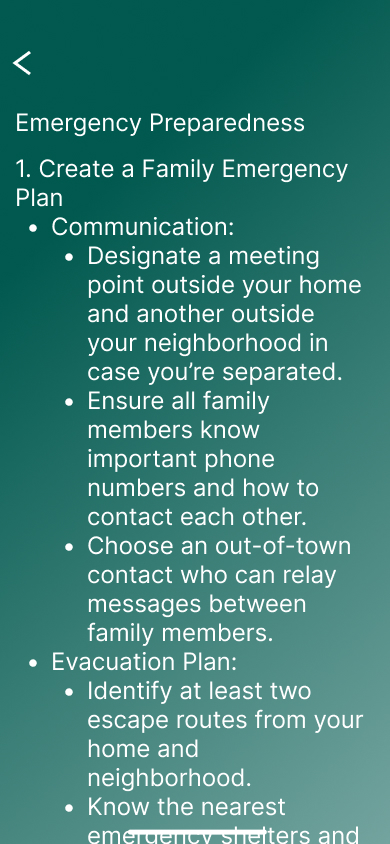 Emergency Preparedness
1. Create a Family Emergency
Plan
• Communication:
• Designate a meeting
point outside your home
and another outside
your neighborhood in
case you’re separated.
• Ensure all family
members know
important phone
numbers and how to
contact each other.
• Choose an out-of-town
contact who can relay
messages between
family members.
• Evacuation Plan:
• Identify at least two
escape routes from your
home and
neighborhood.
• Know the nearest
emergency shelters and